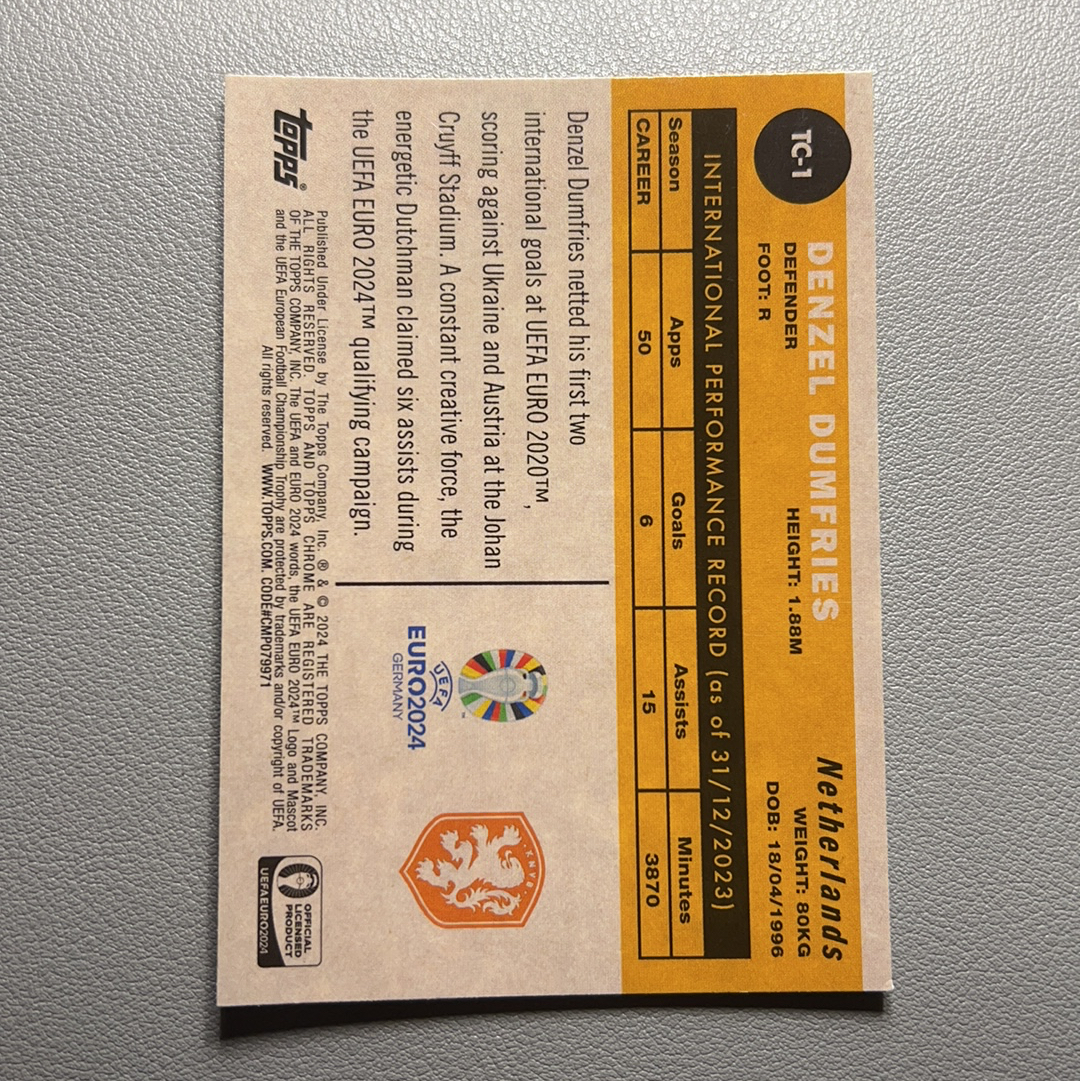 TC-1
DENZEL DUMFRIES
Netherlands
DEFENDER
HEIGHT: 1.88M
WEIGHT: 80KG
FOOT: R
DOB: 18/04/1996
INTERNATIONAL PERFORMANCE RECORD (as of 31/12/2023)
Season Apps Goals Assists Minutes
CAREER 50 6 15 3870
Denzel Dumfries netted his first two
international goals at UEFA EURO 2020™,
scoring against Ukraine and Austria at the Johan
Cruyff Stadium. A constant creative force, the
energetic Dutchman claimed six assists during
the UEFA EURO 2024™ qualifying campaign.
UEFA
™
EURO2024
GERMANY
KNVB
topps®
Published Under License by The Topps Company, Inc. ® & © 2024 THE TOPPS COMPANY, INC.
ALL RIGHTS RESERVED. TOPPS AND TOPPS CHROME ARE REGISTERED TRADEMARKS
OF THE TOPPS COMPANY, INC. The UEFA and EURO 2024 words, the UEFA EURO 2024™ Logo and Mascot
and the UEFA European Football Championship Trophy are protected by trademarks and/or copyright of UEFA.
All rights reserved. WWW.TOPPS.COM. CODE#CMP079971
OFFICIAL
LICENSED
PRODUCT
UEFAEURO2024